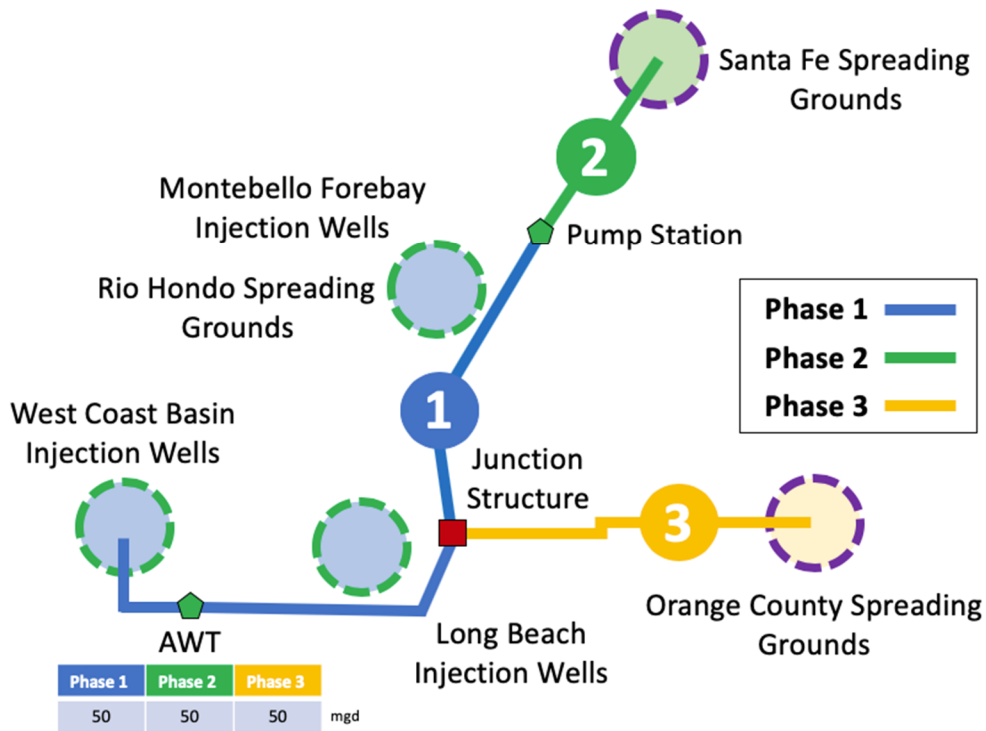 Santa Fe Spreading
Grounds
2
Montebello Forebay
Injection Wells
Pump Station
Rio Hondo Spreading
Grounds
Phase 1
Phase 2
Phase 3
1
West Coast Basin
Injection Wells
Junction
Structure
3
Orange County Spreading
Grounds
Long Beach
Injection Wells
AWT
Phase 1 Phase 2 Phase 3
50 50 50 mgd